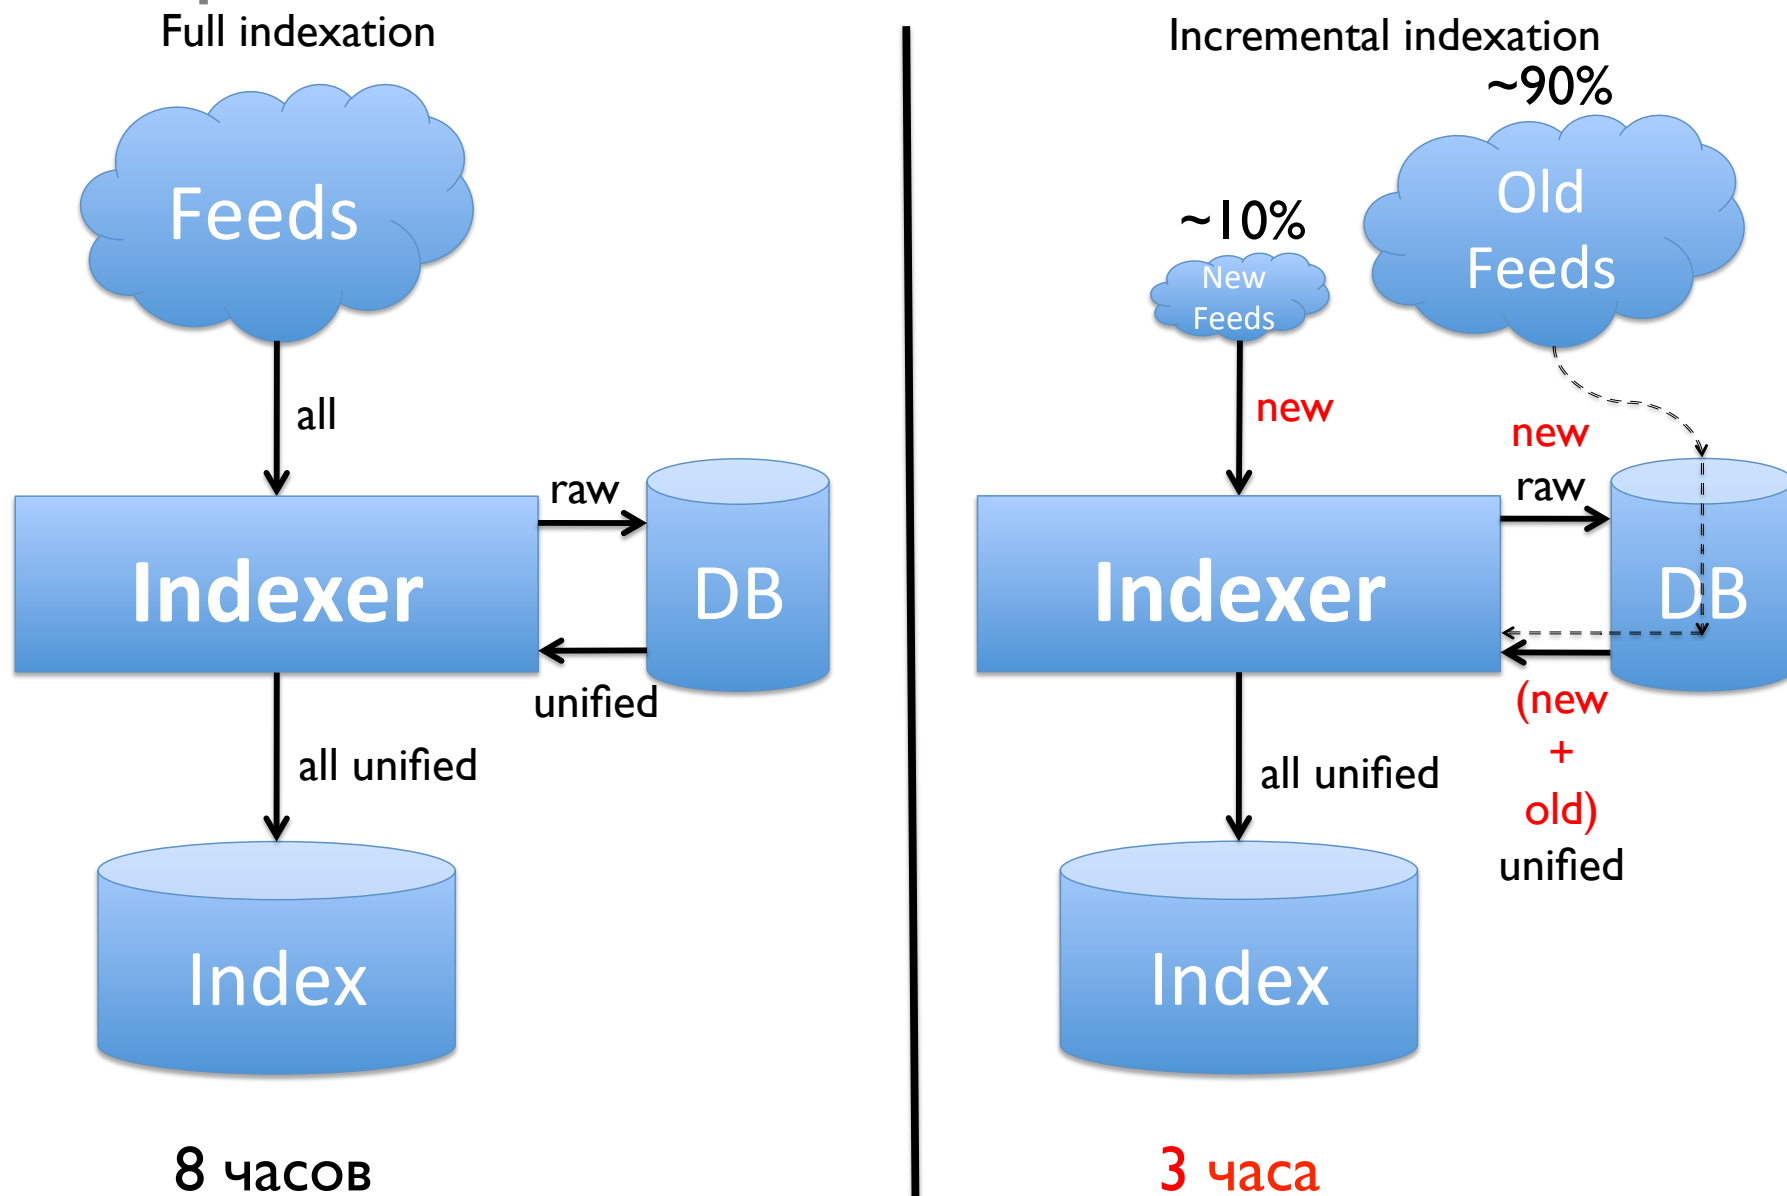 Full indexation
Feeds
all
raw
Indexer
DB
unified
all unified
Index
8 часов
Incremental indexation
~90%
Old
Feeds
~10%
New
Feeds
new
new
raw
Indexer
DB
(new
+
old)
unified
all unified
Index
3 часа